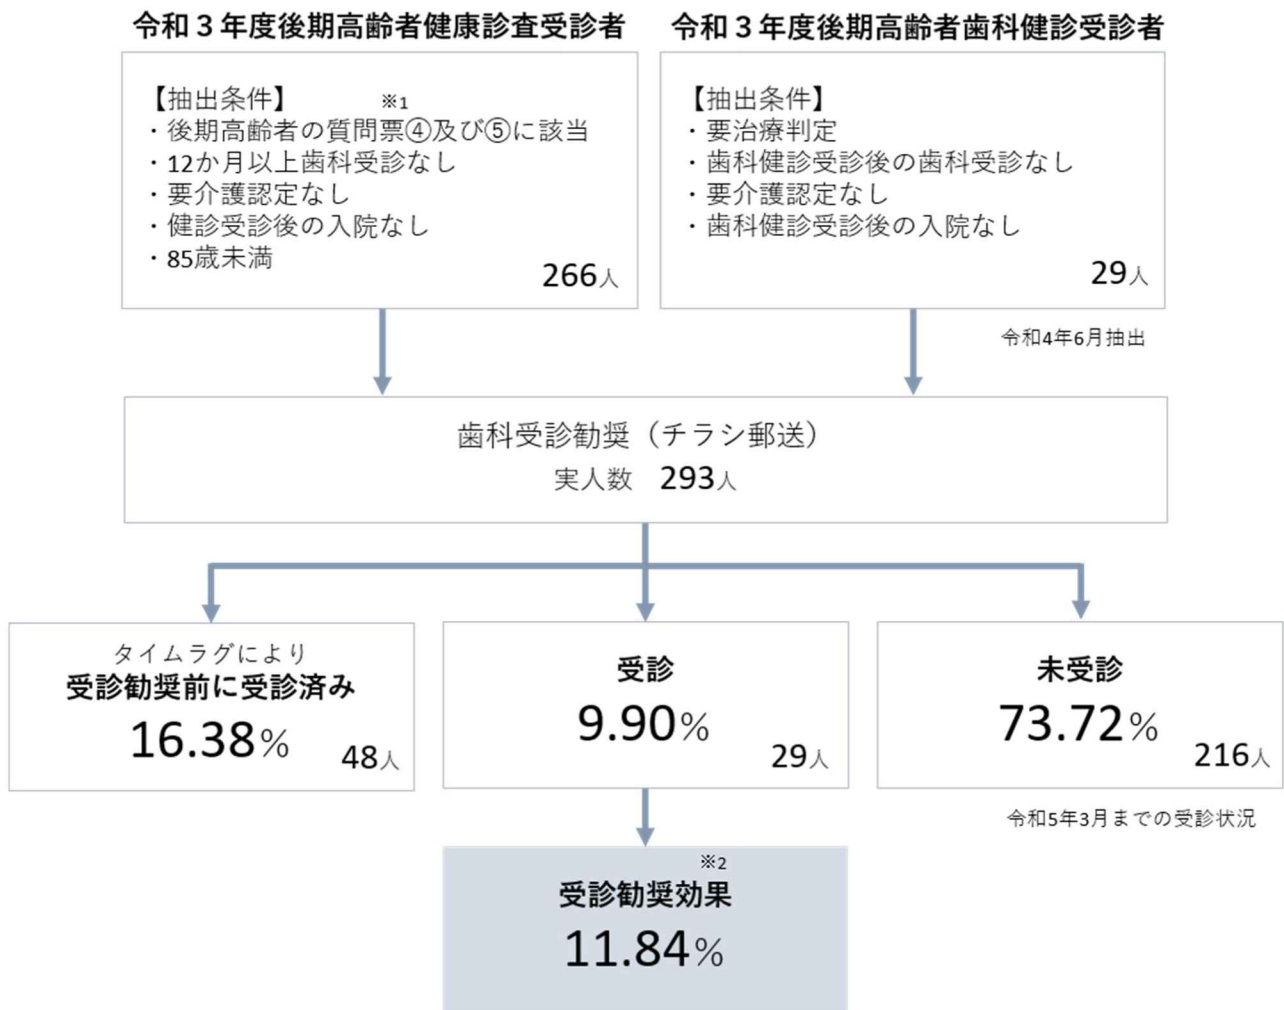 令和３年度後期高齢者健康診査受診者
【抽出条件】
※1
・後期高齢者の質問票④及び⑤に該当
・12か月以上歯科受診なし
・要介護認定なし
・健診受診後の入院なし
・85歳未満
266人
令和３年度後期高齢者歯科健診受診者
【抽出条件】
・要治療判定
・歯科健診受診後の歯科受診なし
・要介護認定なし
・歯科健診受診後の入院なし
29人
令和4年6月抽出
歯科受診勧奨（チラシ郵送）
実人数　293人
タイムラグにより
受診勧奨前に受診済み
16.38%
48人
受診
9.90%
29人
未受診
73.72%
216人
令和5年3月までの受診状況
※2
受診勧奨効果
11.84%